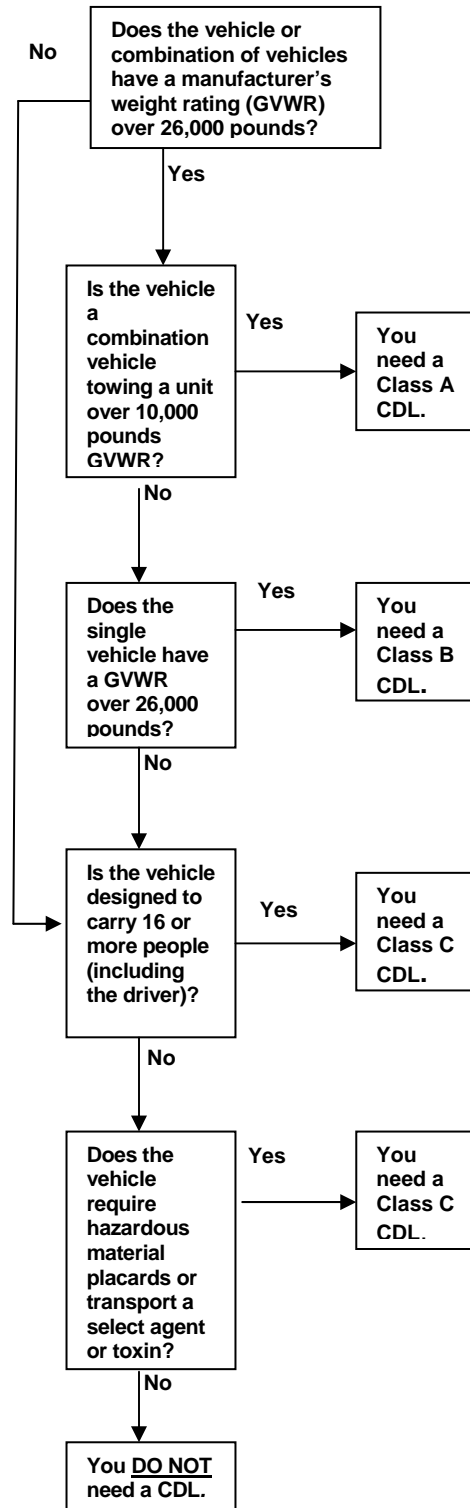 No
Does the vehicle or
combination of vehicles
have a manufacturer’s
weight rating (GVWR)
over 26,000 pounds?
Yes
Is the vehicle
a
combination
vehicle
towing a unit
over 10,000
pounds
GVWR?
Yes
You
need a
Class A
CDL.
No
Does the
single
vehicle have
a GVWR
over 26,000
pounds?
Yes
You
need a
Class B
CDL.
No
Is the vehicle
designed to
carry 16 or
more people
(including
the driver)?
Yes
You
need a
Class C
CDL.
No
Does the
vehicle
require
hazardous
material
placards or
transport a
select agent
or toxin?
Yes
You
need a
Class C
CDL.
No
You DO NOT
need a CDL.